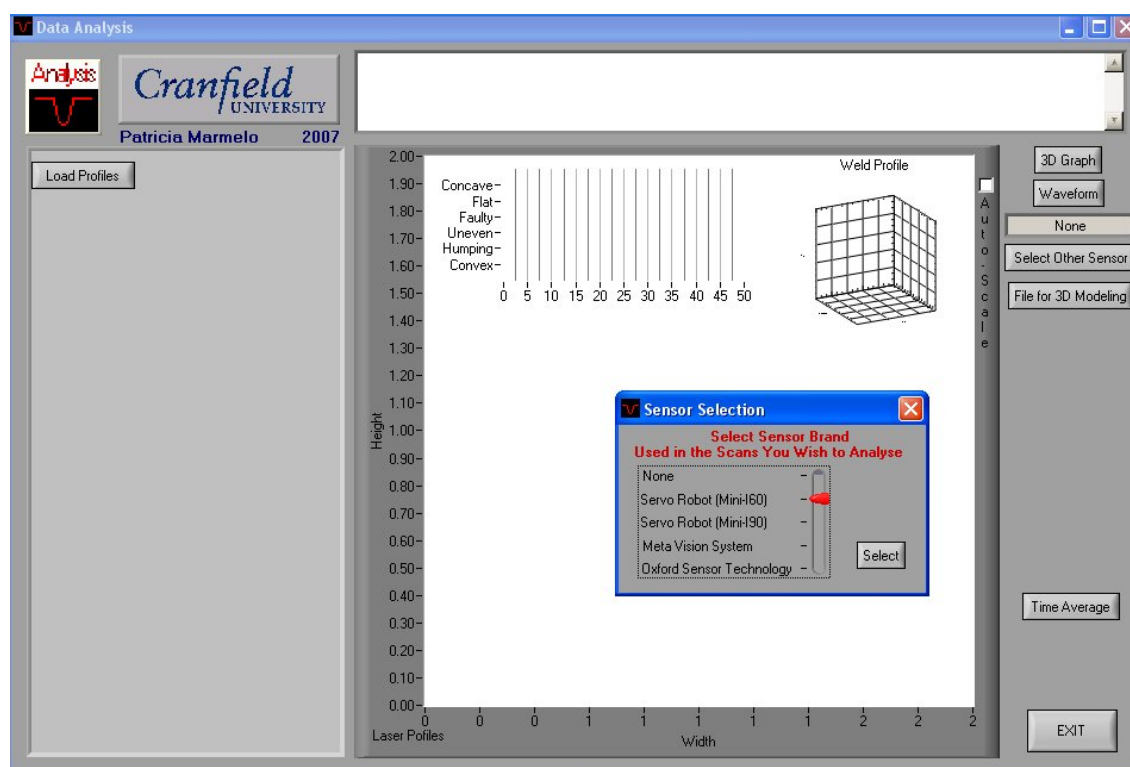 Data Analysis
Analysis
Cranfield
UNIVERSITY
Patricia Marmelo 2007
Load Profiles
2.00
1.90
1.80
1.70
1.60
1.50
1.40
1.30
1.20
1.10
1.00
0.90
0.80
0.70
0.60
0.50
0.40
0.30
0.20
0.10
0.00
Height
Concave
Flat
Faulty
Uneven
Humping
Convex
0 5 10 15 20 25 30 35 40 45 50
Weld Profile
Auto-Scale
0 0 0 1 1 1 1 1 2 2 2
Laser Pofiles
Width
Sensor Selection
Select Sensor Brand
Used in the Scans You Wish to Analyse
None
Servo Robot (Mini-I60)
Servo Robot (Mini-I90)
Meta Vision System
Oxford Sensor Technology
Select
3D Graph
Waveform
None
Select Other Sensor
File for 3D Modeling
Time Average
EXIT